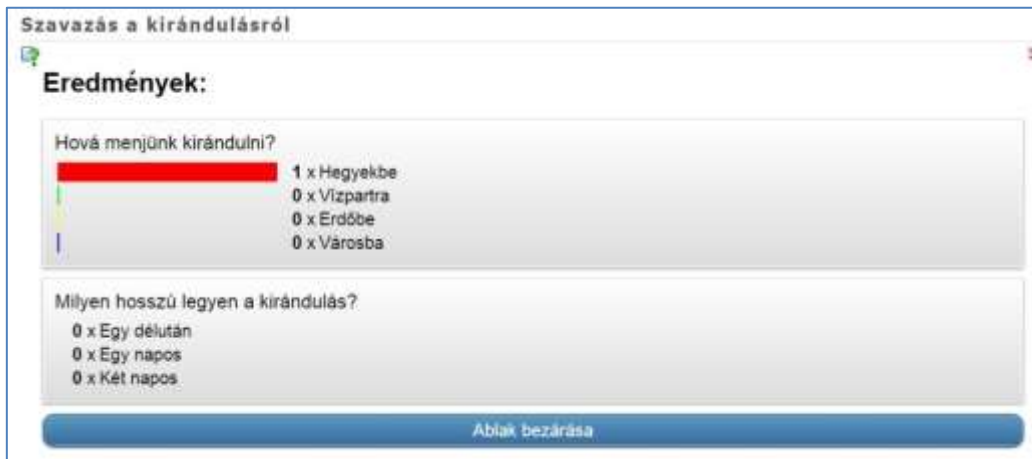 Szavazás a kirándulásról
Eredmények:
Hová menjünk kirándulni?
1 x Hegyekbe
0 x Vízpartra
0 x Erdőbe
0 x Városba
Milyen hosszú legyen a kirándulás?
0 x Egy délután
0 x Egy napos
0 x Két napos
Ablak bezárása